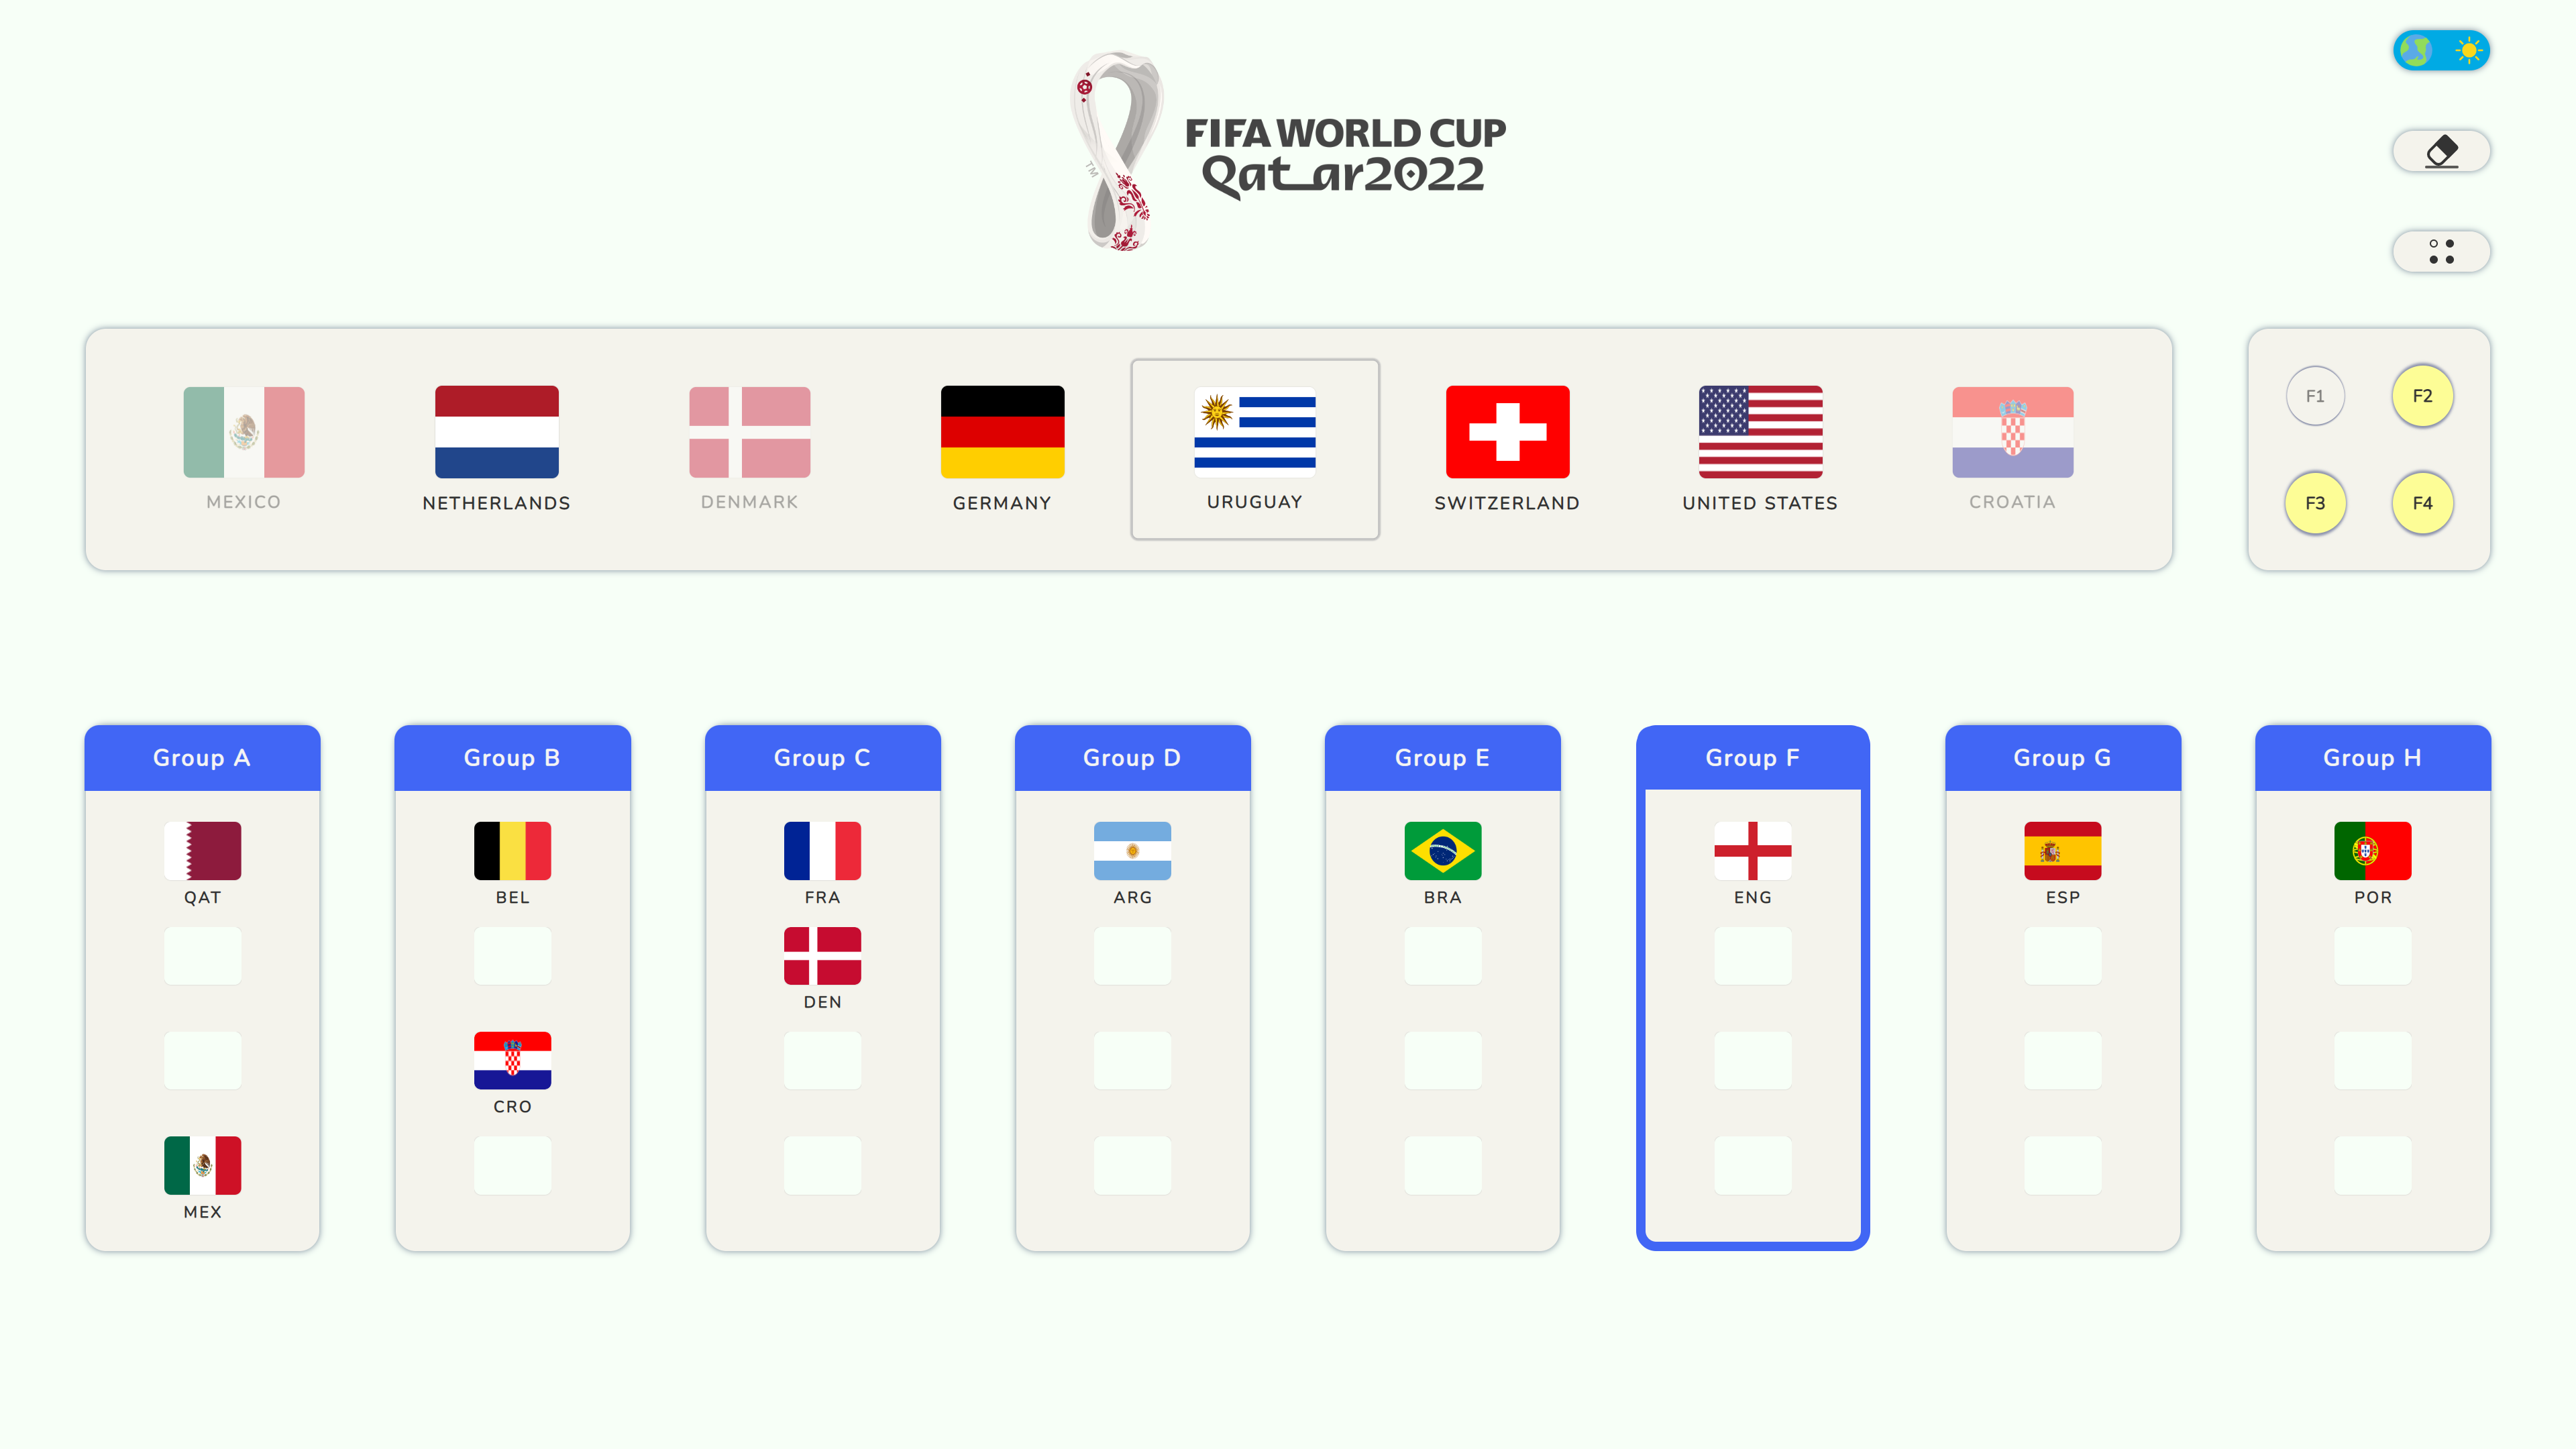 FIFA WORLD CUP
Qatar2022
TM
MEXICO
NETHERLANDS
DENMARK
GERMANY
URUGUAY
SWITZERLAND
UNITED STATES
CROATIA
F1
F2
F3
F4
Group A
QAT
MEX
Group B
BEL
CRO
Group C
FRA
DEN
Group D
ARG
Group E
BRA
Group F
ENG
Group G
ESP
Group H
POR